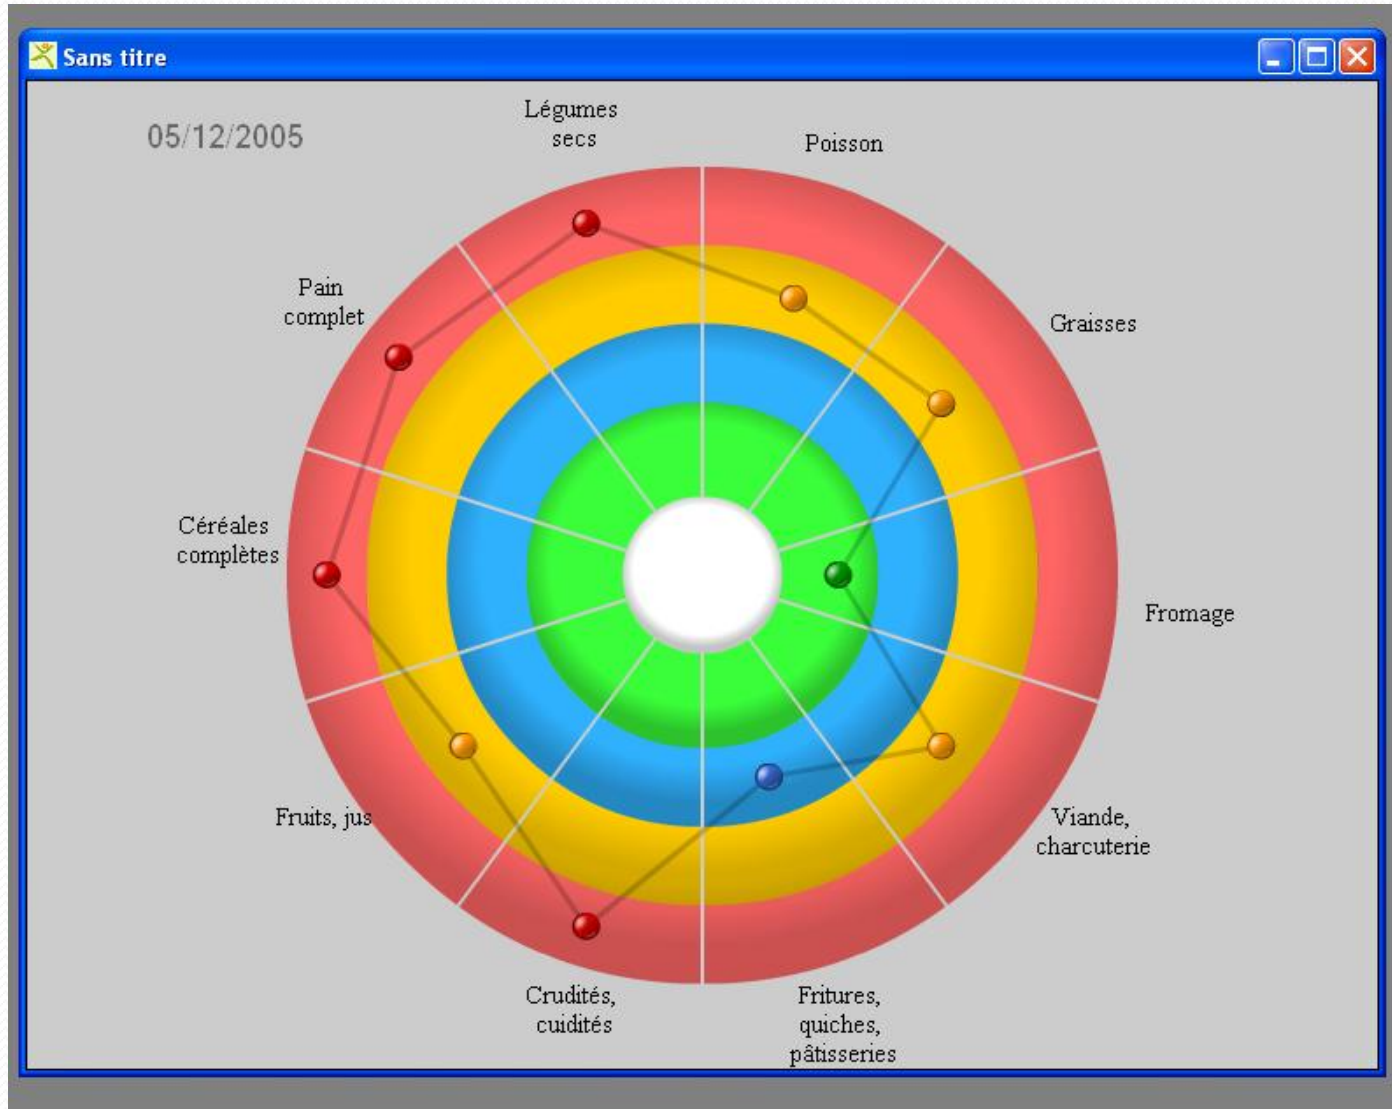 Sans titre
05/12/2005
Légumes
secs
Poisson
Pain
complet
Graisses
Céréales
complètes
Fromage
Fruits, jus
Viande,
charcuterie
Crudités,
cuidités
Fritures,
quiches,
pâtisseries